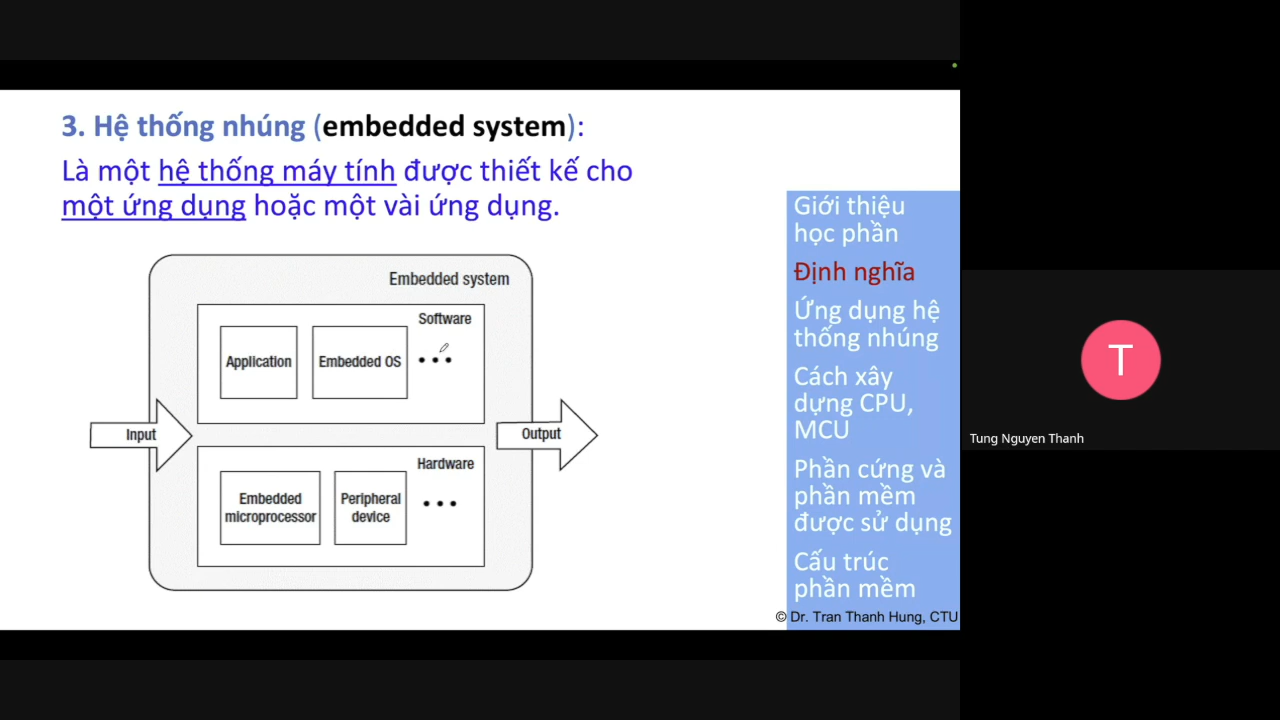 3. Hệ thống nhúng (embedded system):
Là một hệ thống máy tính được thiết kế cho
một ứng dụng hoặc một vài ứng dụng.
Embedded system
Software
Application
Embedded OS
Input
Output
Hardware
Embedded
microprocessor
Peripheral
device
Giới thiệu
học phần
Định nghĩa
Ứng dụng hệ
thống nhúng
Cách xây
dựng CPU,
MCU
Phần cứng và
phần mềm
được sử dụng
Cấu trúc
phần mềm
© Dr. Tran Thanh Hung, CTU
T
Tung Nguyen Thanh